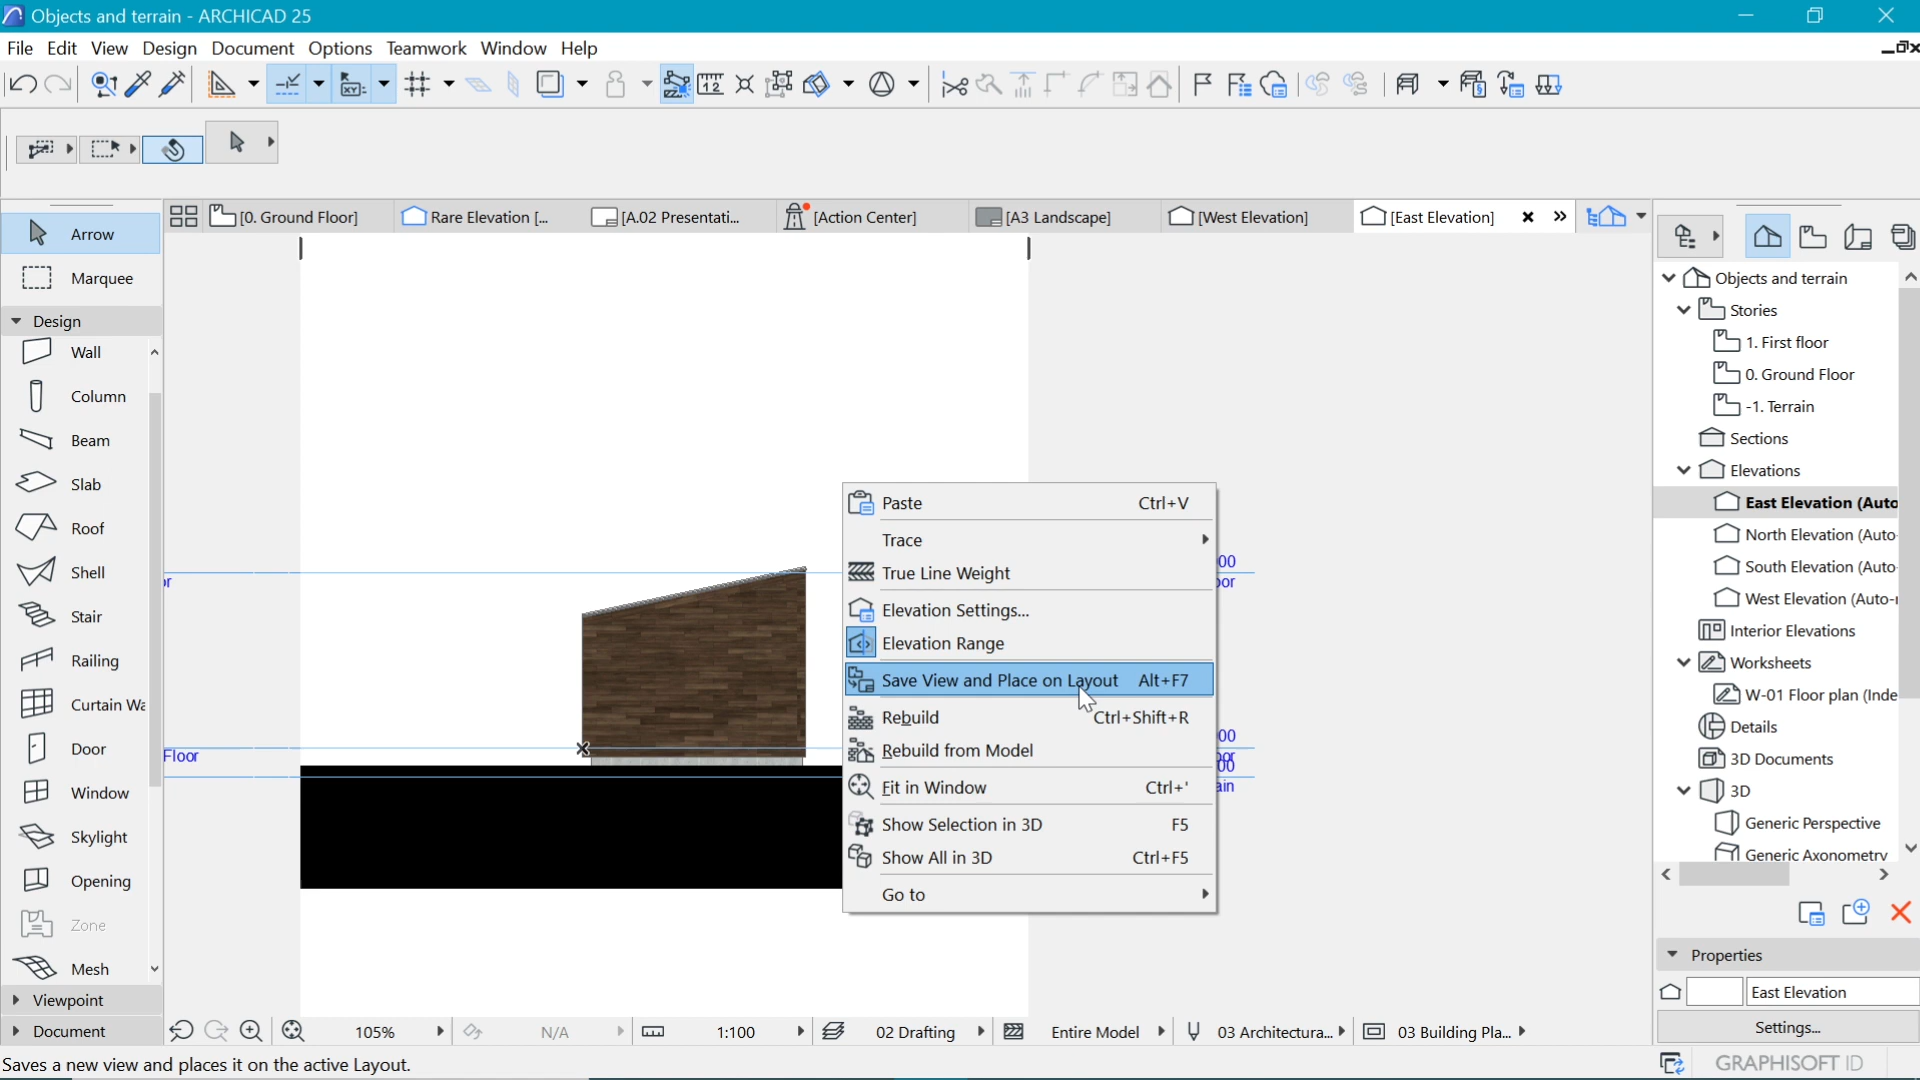 Objects and terrain - ARCHICAD 25
File Edit View Design Document Options Teamwork Window Help
[0. Ground Floor]
Rare Elevation [...
[A.02 Presentati...
[Action Center]
[A3 Landscape]
[West Elevation]
[East Elevation]
Arrow
Marquee
Design
Wall
Column
Beam
Slab
Roof
Shell
Stair
Railing
Curtain Wa
Door
Window
Skylight
Opening
Zone
Mesh
Viewpoint
Document
or
Floor
Paste Ctrl+V
Trace
True Line Weight
Elevation Settings...
Elevation Range
Save View and Place on Layout Alt+F7
Rebuild Ctrl+Shift+R
Rebuild from Model
Fit in Window Ctrl+'
Show Selection in 3D F5
Show All in 3D Ctrl+F5
Go to
00
oor
00
00
ain
Objects and terrain
Stories
1. First floor
0. Ground Floor
-1. Terrain
Sections
Elevations
East Elevation (Auto
North Elevation (Auto-
South Elevation (Auto-
West Elevation (Auto-r
Interior Elevations
Worksheets
W-01 Floor plan (Inde
Details
3D Documents
3D
Generic Perspective
Generic Axonometry
Properties
East Elevation
Settings...
105% N/A 1:100 02 Drafting Entire Model 03 Architectura... 03 Building Pla...
Saves a new view and places it on the active Layout.
GRAPHISOFT ID